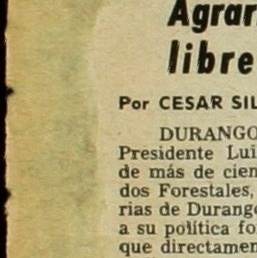 Agrar
libre
Por CESAR SIL
DURANGO
Presidente Lui
de más de cien
dos Forestales,
rias de Durango
a su política fo
que directamen